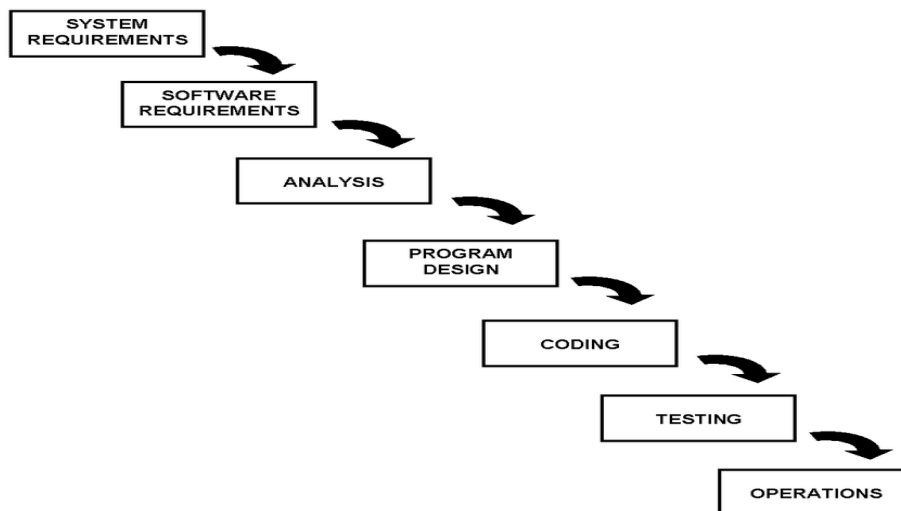 SYSTEM
REQUIREMENTS
SOFTWARE
REQUIREMENTS
ANALYSIS
PROGRAM
DESIGN
CODING
TESTING
OPERATIONS